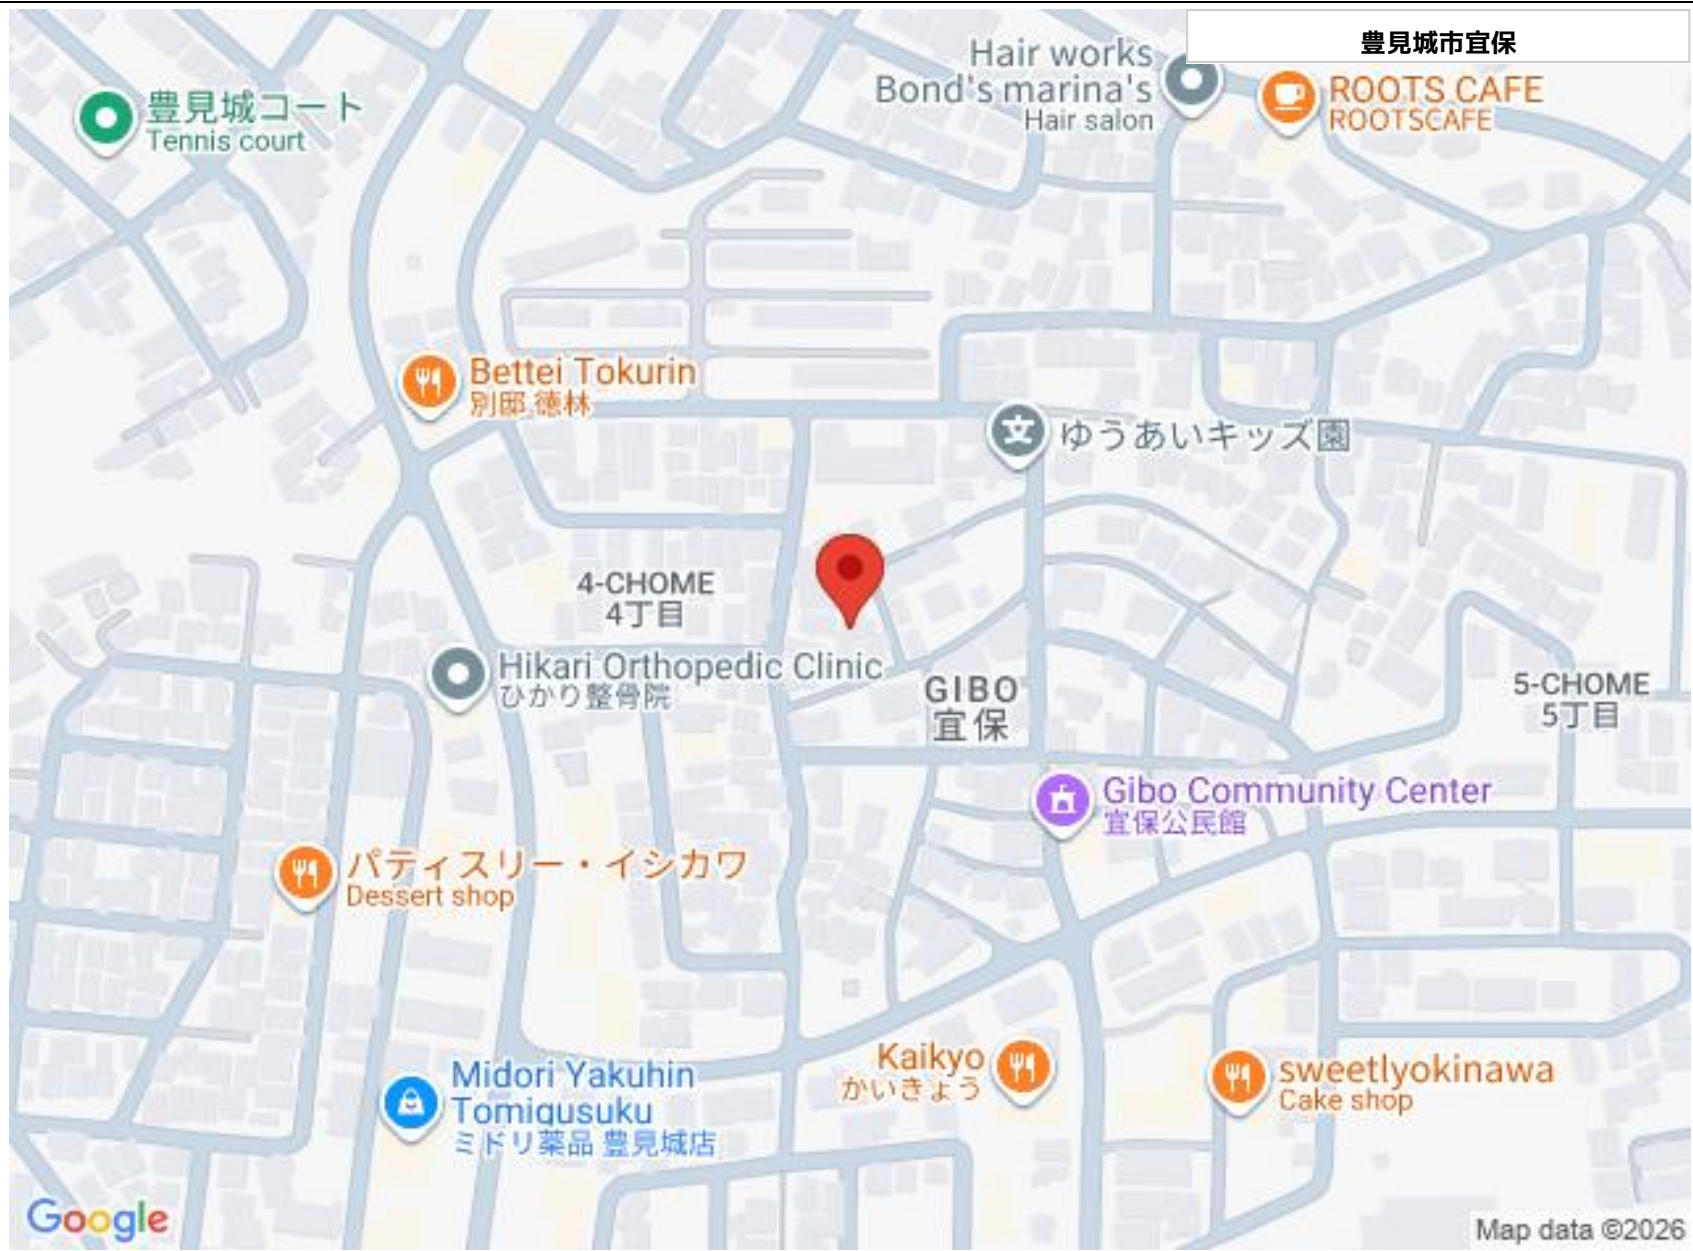 豊見城市宜保
Hair works
Bond's marina's
Hair salon
ROOTS CAFE
ROOTSCAFE
豊見城コート
Tennis court
Bettei Tokurin
別邸 徳林
ゆうあいキッズ園
4-CHOME
4丁目
Hikari Orthopedic Clinic
ひかり整骨院
GIBO
宜保
5-CHOME
5丁目
Gibo Community Center
宜保公民館
パティスリー・イシカワ
Dessert shop
Kaikyo
かいきょう
sweetlyokinawa
Cake shop
Midori Yakuhin
Tomigusuku
ミドリ薬品 豊見城店
Google
Map data ©2026